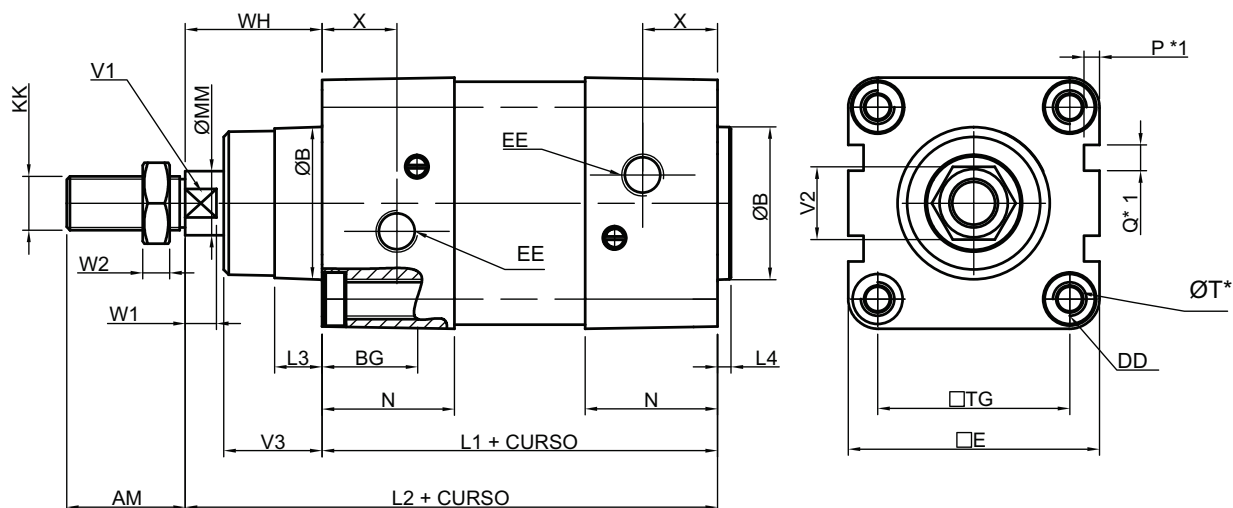 WH
X
X
P *1
V1
KK
ØMM
ØB
EE
EE
ØB
V2
Q* 1
W2
W1
ØT*
L3
BG
L4
DD
N
N
□TG
V3
L1 + CURSO
□E
AM
L2 + CURSO